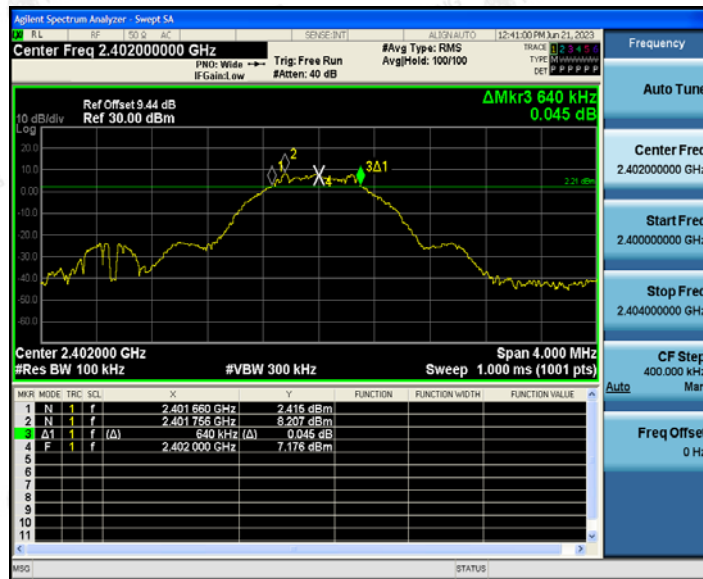 Agilent Spectrum Analyzer - Swept SA
RL RF 50 Ω AC SENSE:INT ALIGN AUTO 12:41:00 PM Jun 21, 2023
Center Freq 2.402000000 GHz #Avg Type: RMS TRACE 1 2 3 4 5 6
PNO: Wide Trig: Free Run Avg|Hold: 100/100 TYPE M
IFGain:Low #Atten: 40 dB DET P P P P P P
ΔMkr3 640 kHz
0.045 dB
Ref Offset 9.44 dB
10 dB/div Ref 30.00 dBm
Log
20.0
10.0
0.00
-10.0
-20.0
-30.0
-40.0
-50.0
-60.0
1
2
4
3Δ1
2.21 dBm
Center 2.402000 GHz Span 4.000 MHz
#Res BW 100 kHz #VBW 300 kHz Sweep 1.000 ms (1001 pts)
MKR MODE TRC SCL X Y FUNCTION FUNCTION WIDTH FUNCTION VALUE
1 N 1 f 2.401 660 GHz 2.415 dBm
2 N 1 f 2.401 756 GHz 8.207 dBm
3 Δ1 1 f (Δ) 640 kHz (Δ) 0.045 dB
4 F 1 f 2.402 000 GHz 7.176 dBm
5
6
7
8
9
10
11
MSG STATUS
Frequency
Auto Tune
Center Freq
2.402000000 GHz
Start Freq
2.400000000 GHz
Stop Freq
2.404000000 GHz
CF Step
400.000 kHz
Auto Man
Freq Offset
0 Hz